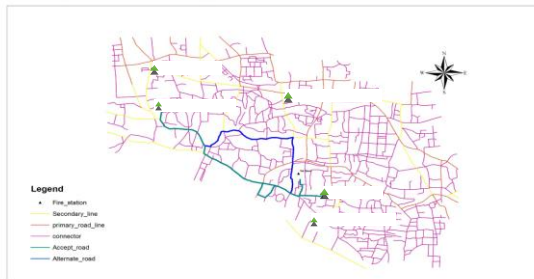 N
W E
S
Legend
Fire_station
Secondary_line
primary_road_line
connector
Accept_road
Alternate_road